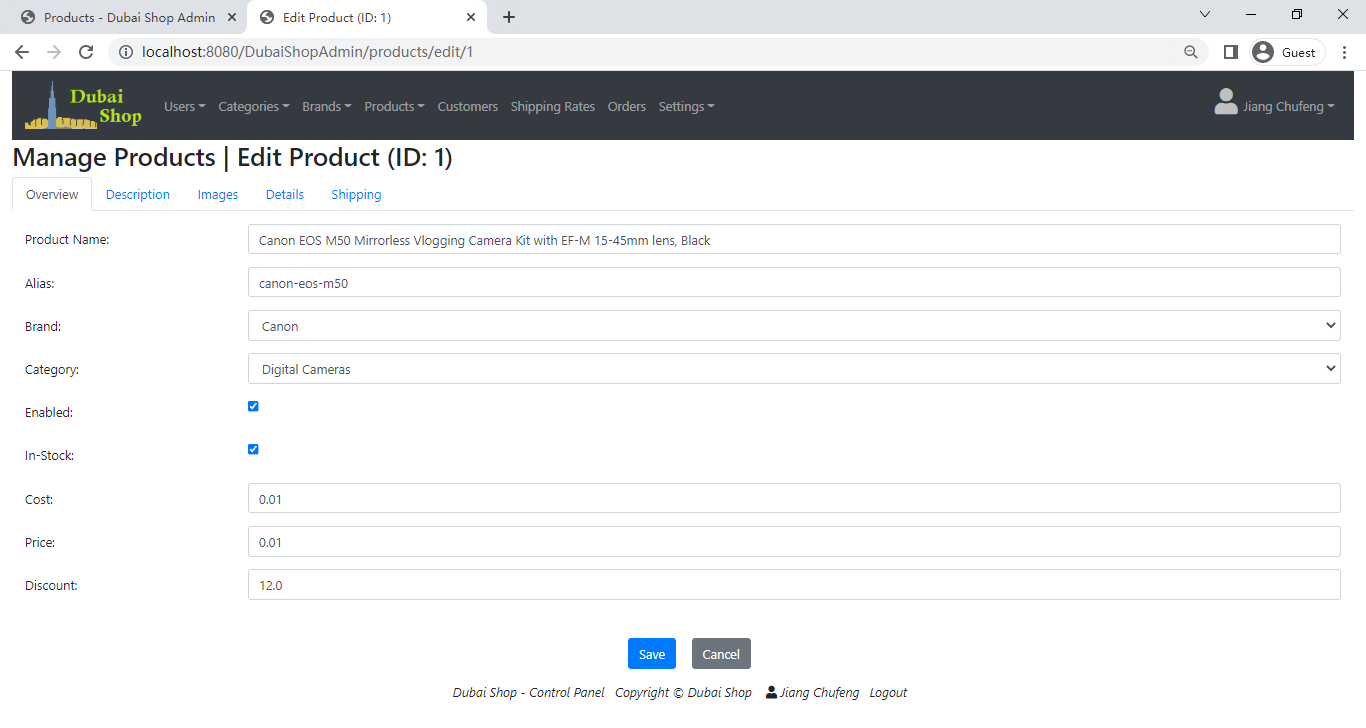 Products - Dubai Shop Admin
Edit Product (ID: 1)
localhost:8080/DubaiShopAdmin/products/edit/1
Guest
Dubai
Shop
Users Categories Brands Products Customers Shipping Rates Orders Settings Jiang Chufeng
Manage Products | Edit Product (ID: 1)
Overview Description Images Details Shipping
Product Name: Canon EOS M50 Mirrorless Vlogging Camera Kit with EF-M 15-45mm lens, Black
Alias: canon-eos-m50
Brand: Canon
Category: Digital Cameras
Enabled:
In-Stock:
Cost: 0.01
Price: 0.01
Discount: 12.0
Save Cancel
Dubai Shop - Control Panel Copyright © Dubai Shop Jiang Chufeng Logout